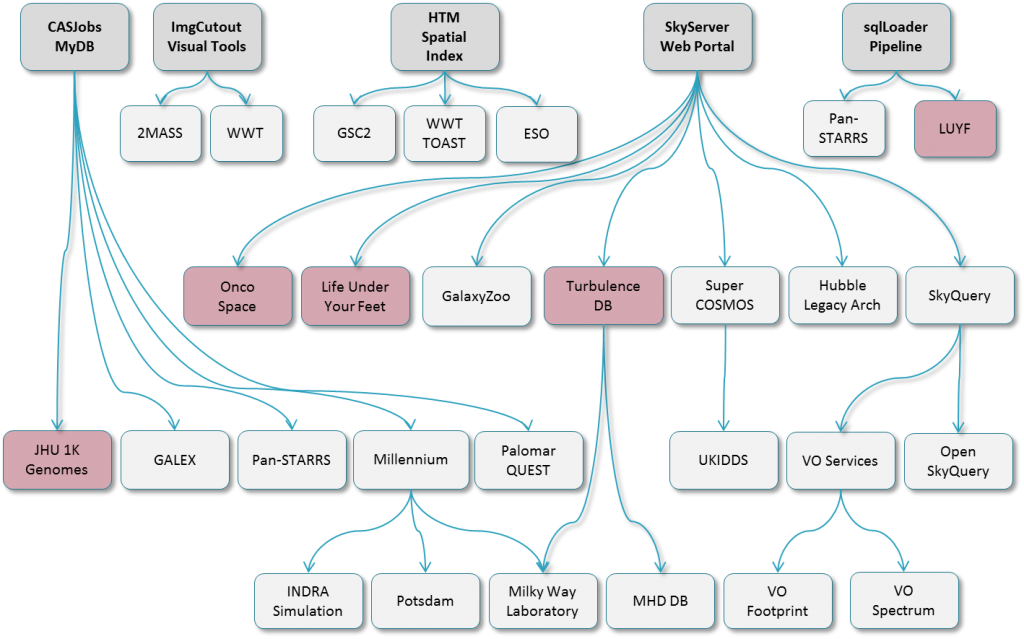 CASJobs
MyDB
ImgCutout
Visual Tools
HTM
Spatial
Index
SkyServer
Web Portal
sqlLoader
Pipeline
2MASS
WWT
GSC2
WWT
TOAST
ESO
Pan-
STARRS
LUYF
Onco
Space
Life Under
Your Feet
GalaxyZoo
Turbulence
DB
Super
COSMOS
Hubble
Legacy Arch
SkyQuery
JHU 1K
Genomes
GALEX
Pan-STARRS
Millennium
Palomar
QUEST
UKIDDS
VO Services
Open
SkyQuery
INDRA
Simulation
Potsdam
Milky Way
Laboratory
MHD DB
VO
Footprint
VO
Spectrum